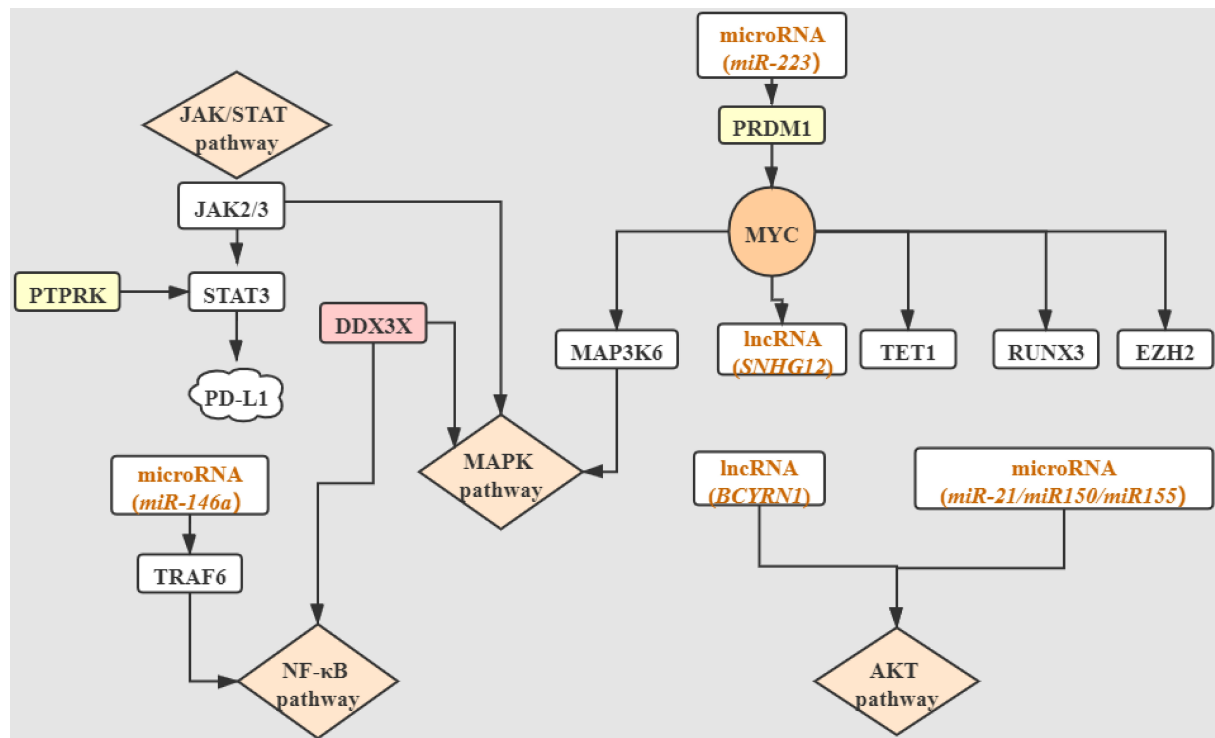 microRNA
(miR-223)
JAK/STAT
pathway
PRDM1
JAK2/3
MYC
PTPRK
STAT3
DDX3X
MAP3K6
lncRNA
(SNHG12)
TET1
RUNX3
EZH2
PD-L1
microRNA
(miR-146a)
MAPK
pathway
lncRNA
(BCYRN1)
microRNA
(miR-21/miR150/miR155)
TRAF6
NF-κB
pathway
AKT
pathway